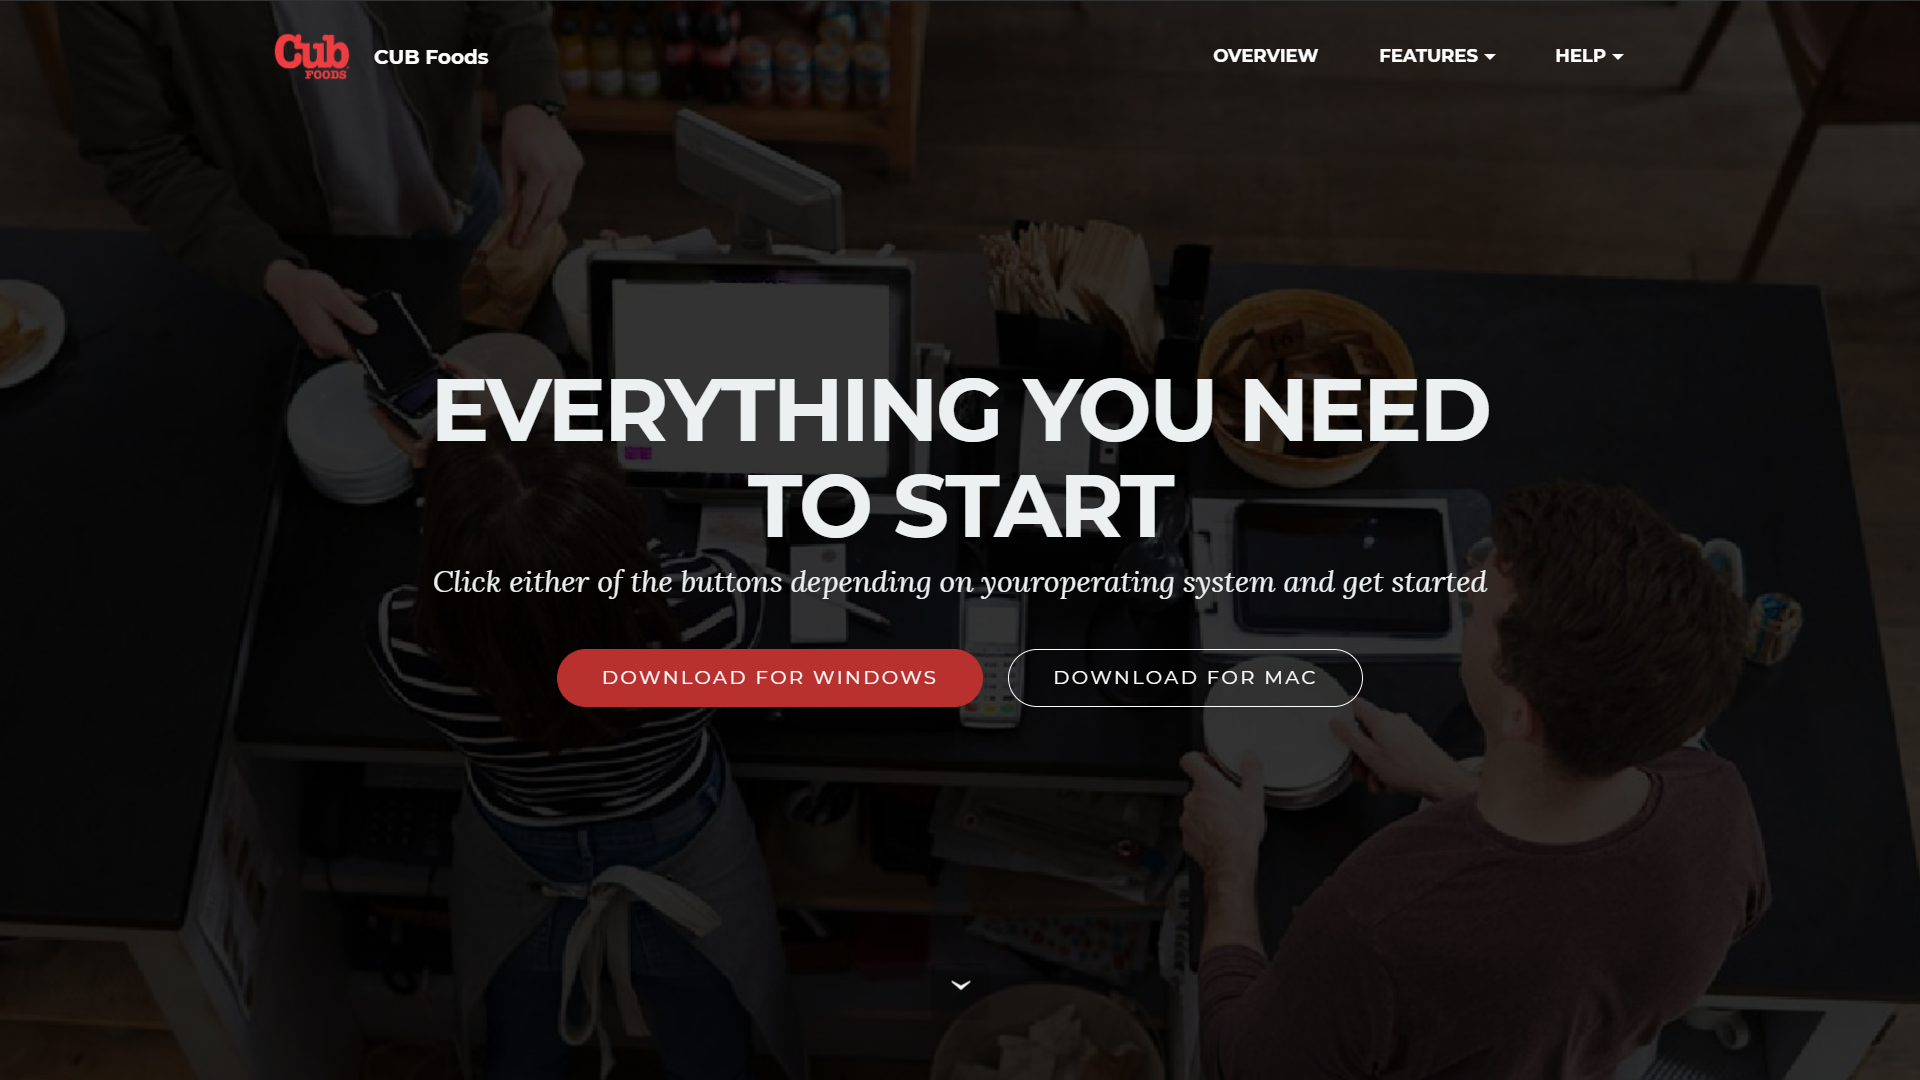 Cub
FOODS
CUB Foods
OVERVIEW
FEATURES
HELP
EVERYTHING YOU NEED
TO START
Click either of the buttons depending on youroperating system and get started
DOWNLOAD FOR WINDOWS
DOWNLOAD FOR MAC